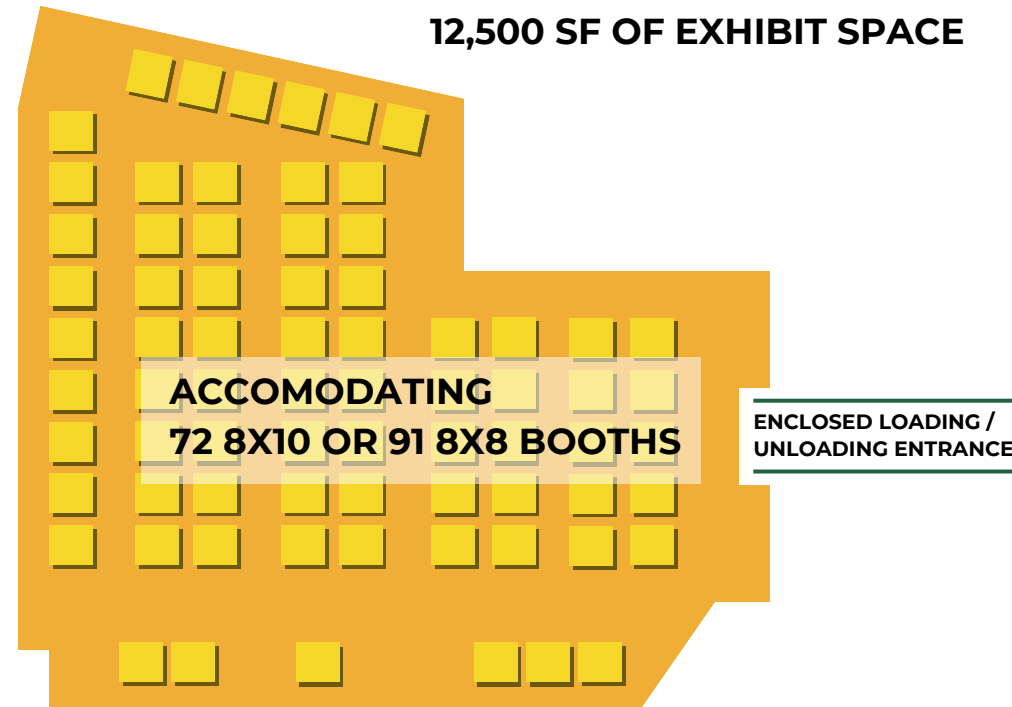 12,500 SF OF EXHIBIT SPACE
ACCOMODATING
72 8X10 OR 91 8X8 BOOTHS
ENCLOSED LOADING /
UNLOADING ENTRANCE